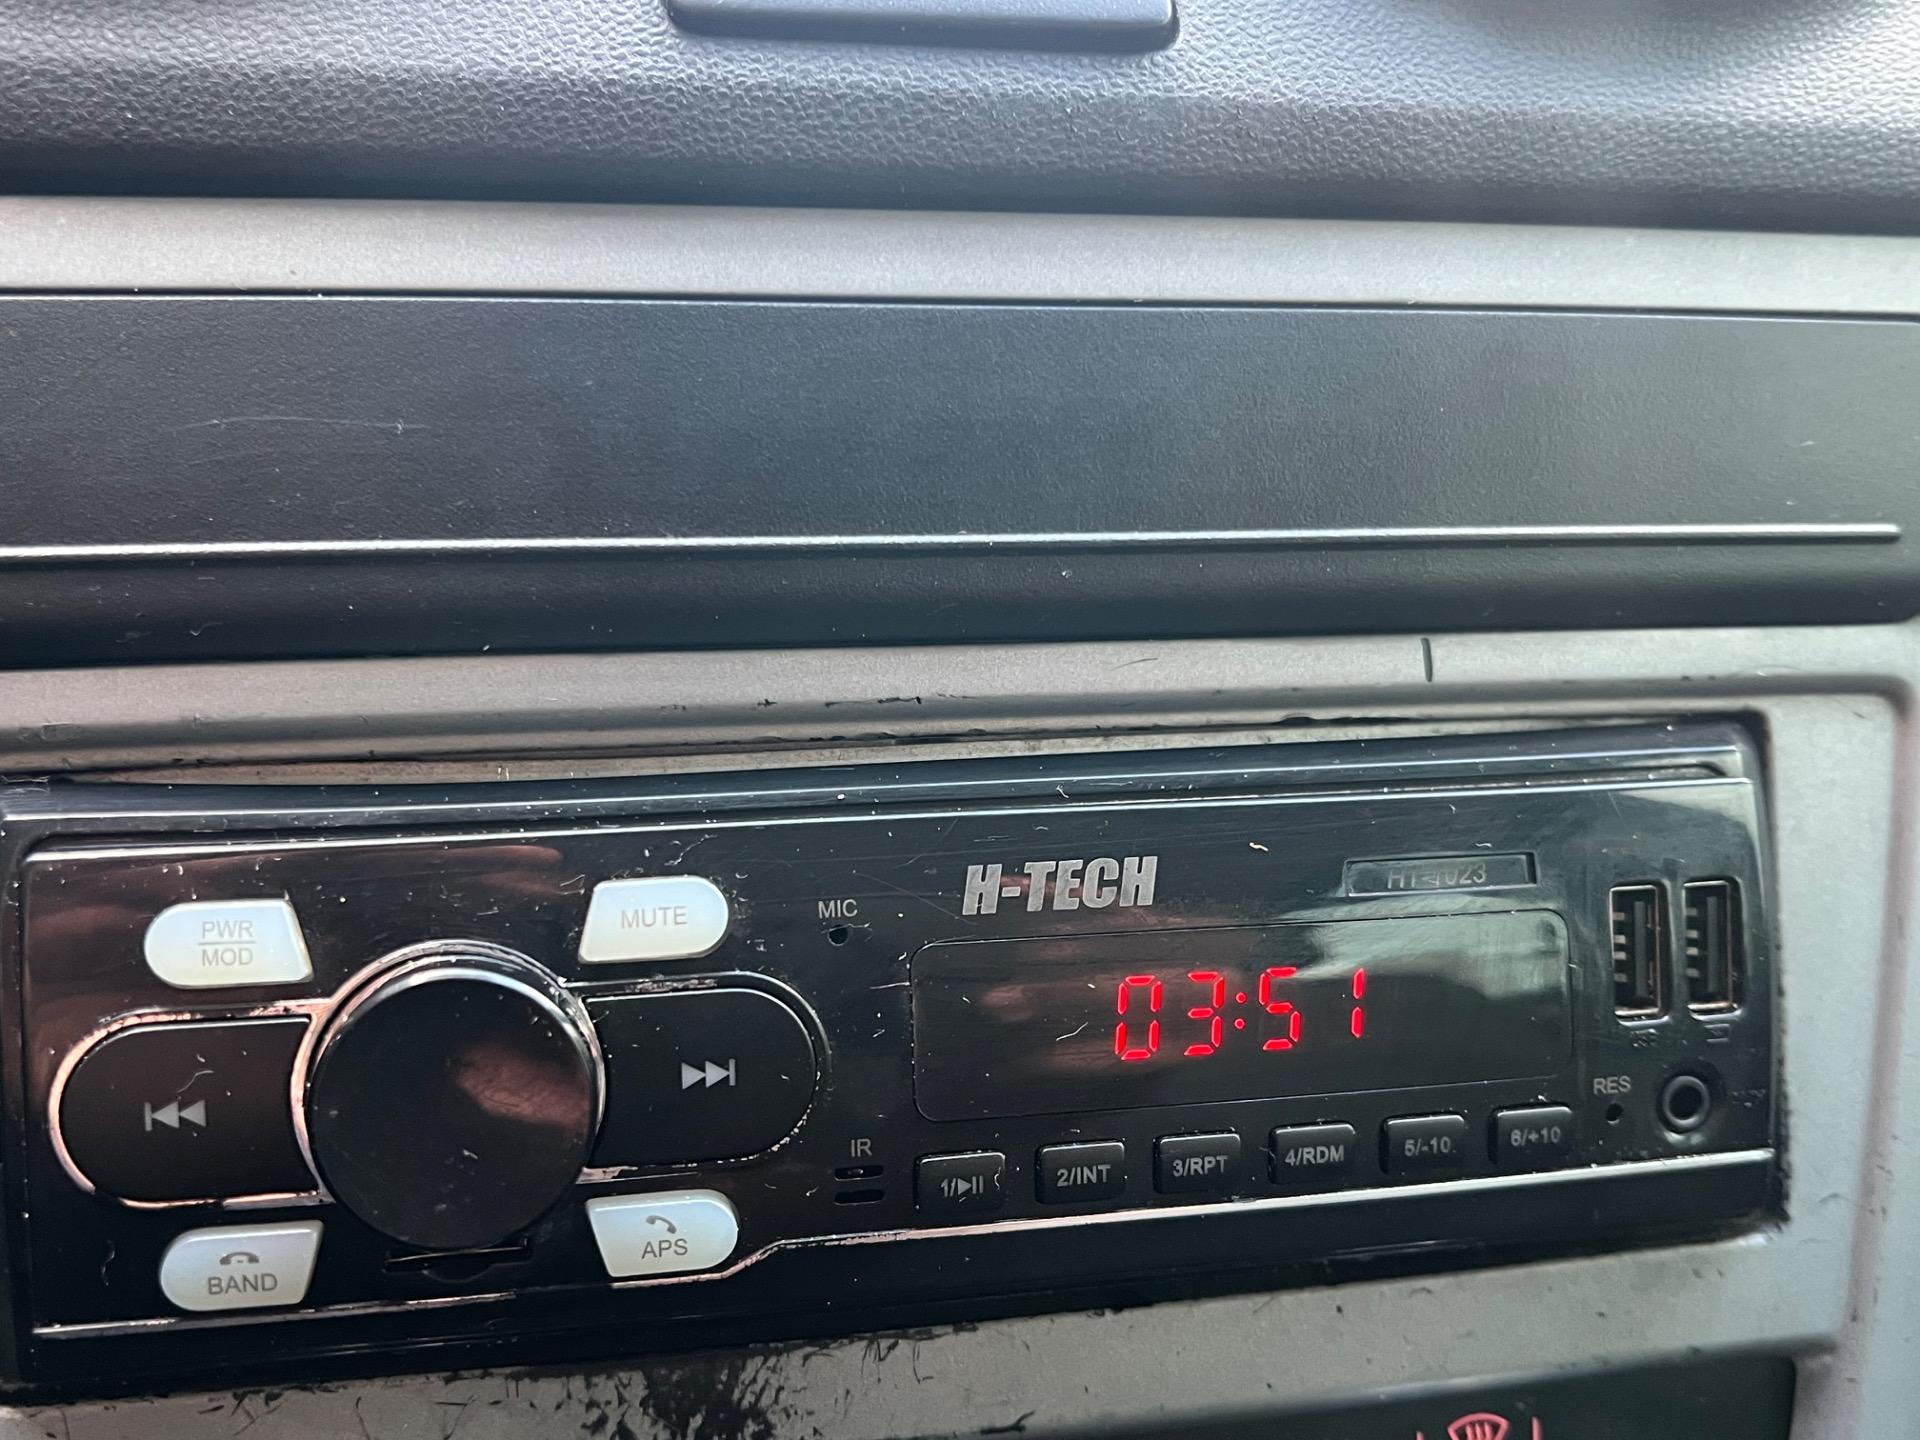 H-TECH
PWR
MOD
MUTE
MIC
03:51
RES
IR
1/
2/INT
3/RPT
4/RDM
5/-10
6/+10
BAND
APS